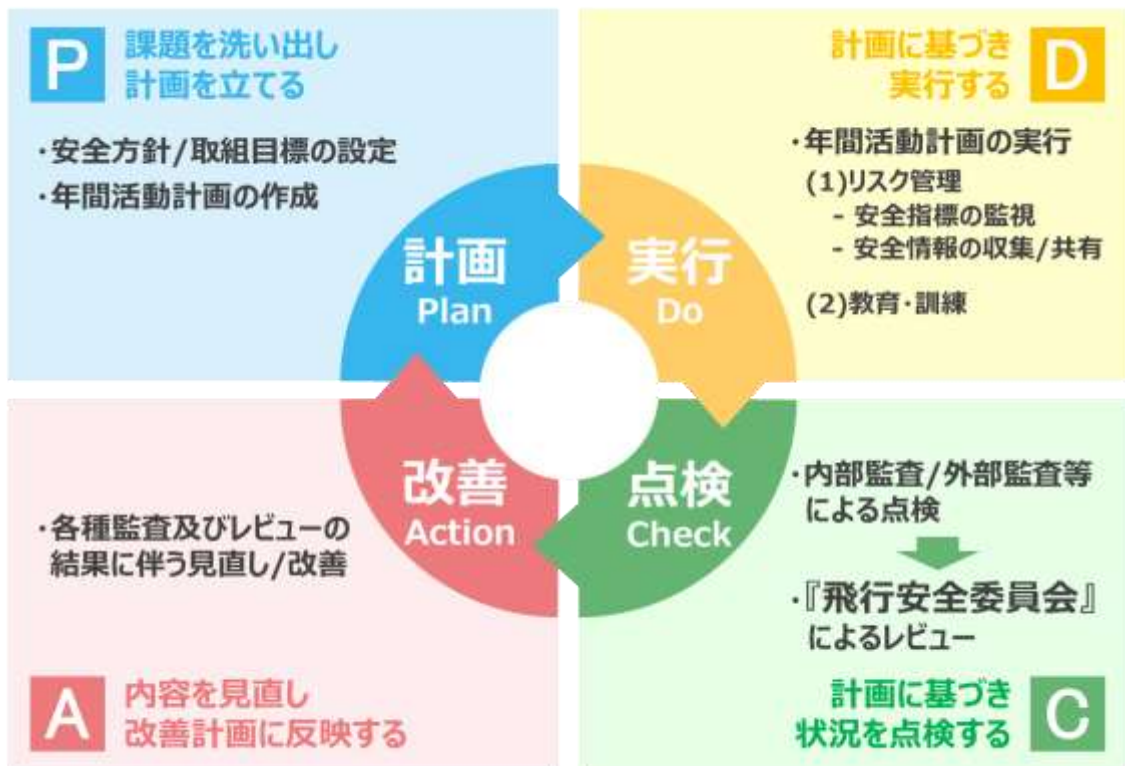 P
課題を洗い出し
計画を立てる
・安全方針/取組目標の設定
・年間活動計画の作成
計画
Plan
計画に基づき
実行する
D
・年間活動計画の実行
(1)リスク管理
- 安全指標の監視
- 安全情報の収集/共有
(2)教育・訓練
実行
Do
点検
Check
・内部監査/外部監査等
による点検
・『飛行安全委員会』
によるレビュー
計画に基づき
状況を点検する
C
改善
Action
・各種監査及びレビューの
結果に伴う見直し/改善
A
内容を見直し
改善計画に反映する